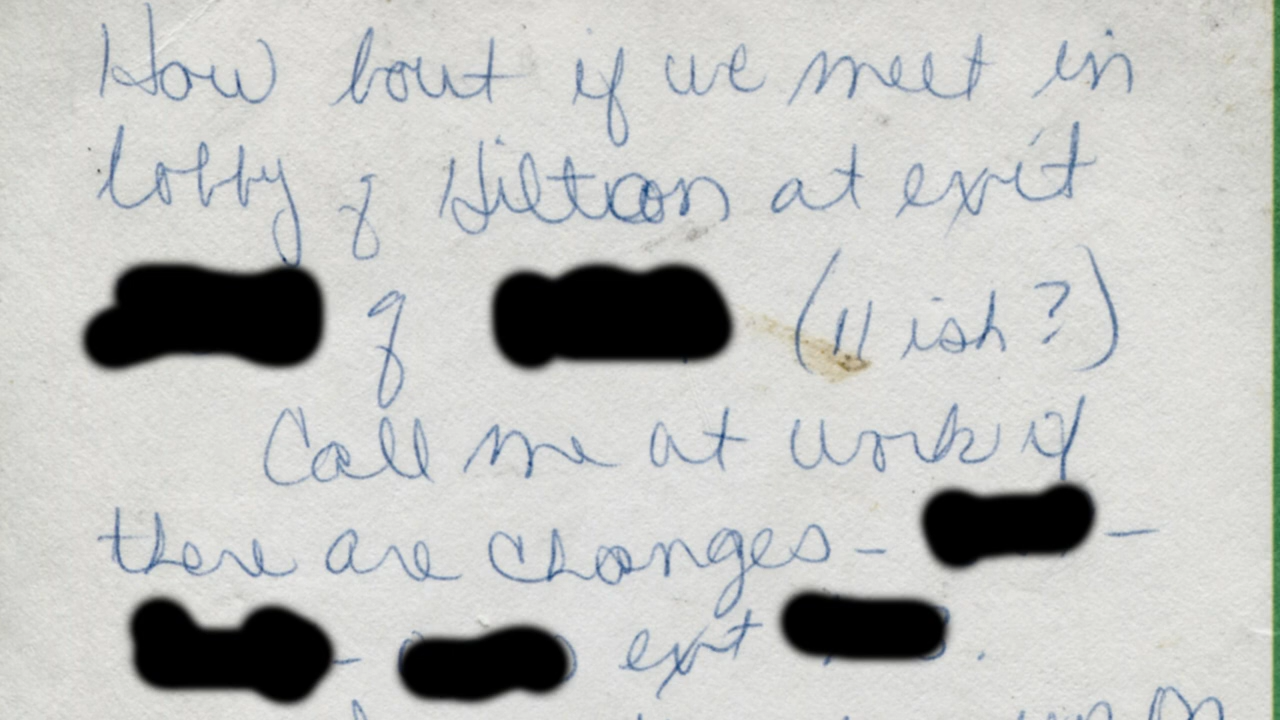 How bout if we meet in
lobby of Hilton at exit
of (11 ish?)
Call me at work if
there are changes - -
- ext .